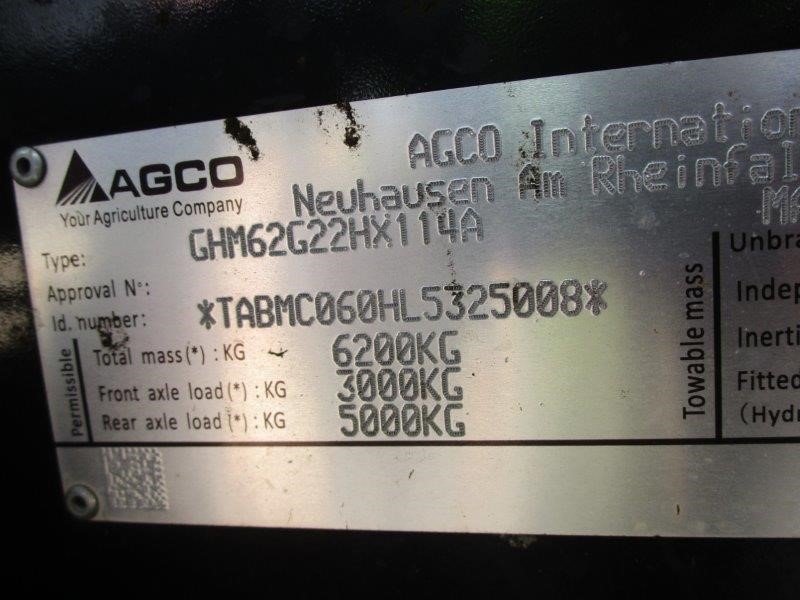 AGCO
Your Agriculture Company
AGCO Internation
Neuhausen Am Rheinfal
Type: GHM62G22HX114A
Approval N°:
Id. number: *TABMC060HL5325008*
Permissible
Total mass(*) : KG 6200KG
Front axle load(*) : KG 3000KG
Rear axle load(*) : KG 5000KG
Towable mass
Unbra
Indep
Inerti
Fitted
(Hydr